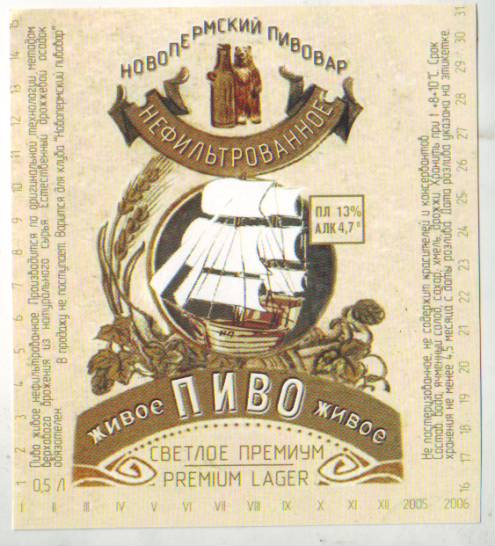 НОВОПЕРМСКИЙ ПИВОВАР
НЕФИЛЬТРОВАННОЕ
ПЛ 13%
АЛК 4,7°
ЖИВОЕ ПИВО ЖИВОЕ
СВЕТЛОЕ ПРЕМИУМ
PREMIUM LAGER
0,5 Л
Пиво живое нефильтрованное. Производится по оригинальной технологии методом
верхового брожения из натурального сырья. Естественный дрожжевой осадок
обязателен. В продажу не поступает. Варится для клуба "Новопермский пивовар"
Не пастеризованное, не содержит красителей и консервантов.
Состав: вода, ячменный солод, сахар, хмель, дрожжи. Хранить при t +8-10°С. Срок
хранения не менее 4,5 месяца с даты розлива. Дата розлива указана на этикетке.
1 2 3 4 5 6 7 8 9 10 11 12 13 14 15
16 17 18 19 20 21 22 23 24 25 26 27 28 29 30 31
I II III IV V VI VII VIII IX X XI XII 2005 2006